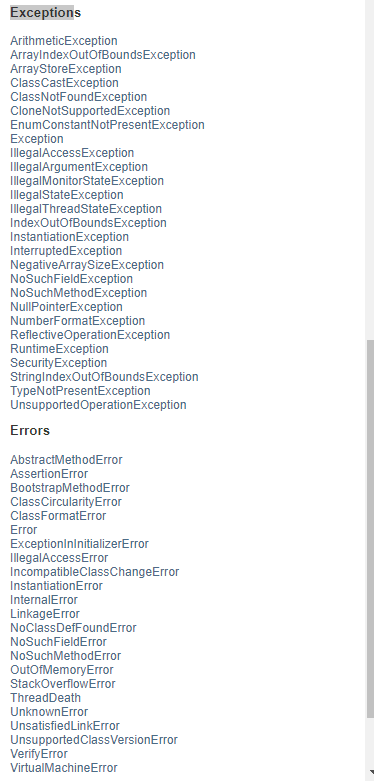 Exceptions
ArithmeticException
ArrayIndexOutOfBoundsException
ArrayStoreException
ClassCastException
ClassNotFoundException
CloneNotSupportedException
EnumConstantNotPresentException
Exception
IllegalAccessException
IllegalArgumentException
IllegalMonitorStateException
IllegalStateException
IllegalThreadStateException
IndexOutOfBoundsException
InstantiationException
InterruptedException
NegativeArraySizeException
NoSuchFieldException
NoSuchMethodException
NullPointerException
NumberFormatException
ReflectiveOperationException
RuntimeException
SecurityException
StringIndexOutOfBoundsException
TypeNotPresentException
UnsupportedOperationException
Errors
AbstractMethodError
AssertionError
BootstrapMethodError
ClassCircularityError
ClassFormatError
Error
ExceptionInInitializerError
IllegalAccessError
IncompatibleClassChangeError
InstantiationError
InternalError
LinkageError
NoClassDefFoundError
NoSuchFieldError
NoSuchMethodError
OutOfMemoryError
StackOverflowError
ThreadDeath
UnknownError
UnsatisfiedLinkError
UnsupportedClassVersionError
VerifyError
VirtualMachineError